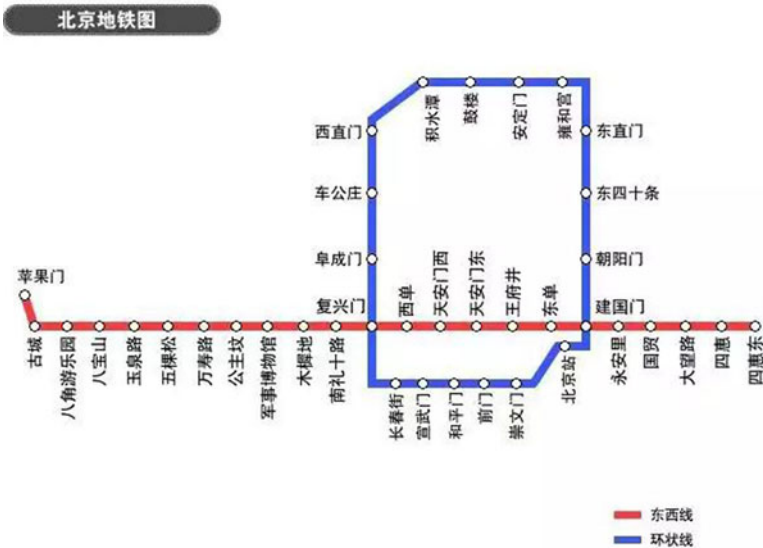 北京地铁图
积水潭
鼓楼
安定门
雍和宫
西直门
东直门
车公庄
东四十条
阜成门
朝阳门
苹果门
复兴门
西单
天安门西
天安门东
王府井
东单
建国门
古城
八角游乐园
八宝山
玉泉路
五棵松
万寿路
公主坟
军事博物馆
木樨地
南礼十路
长春街
宣武门
和平门
前门
崇文门
北京站
永安里
国贸
大望路
四惠
四惠东
东西线
环状线